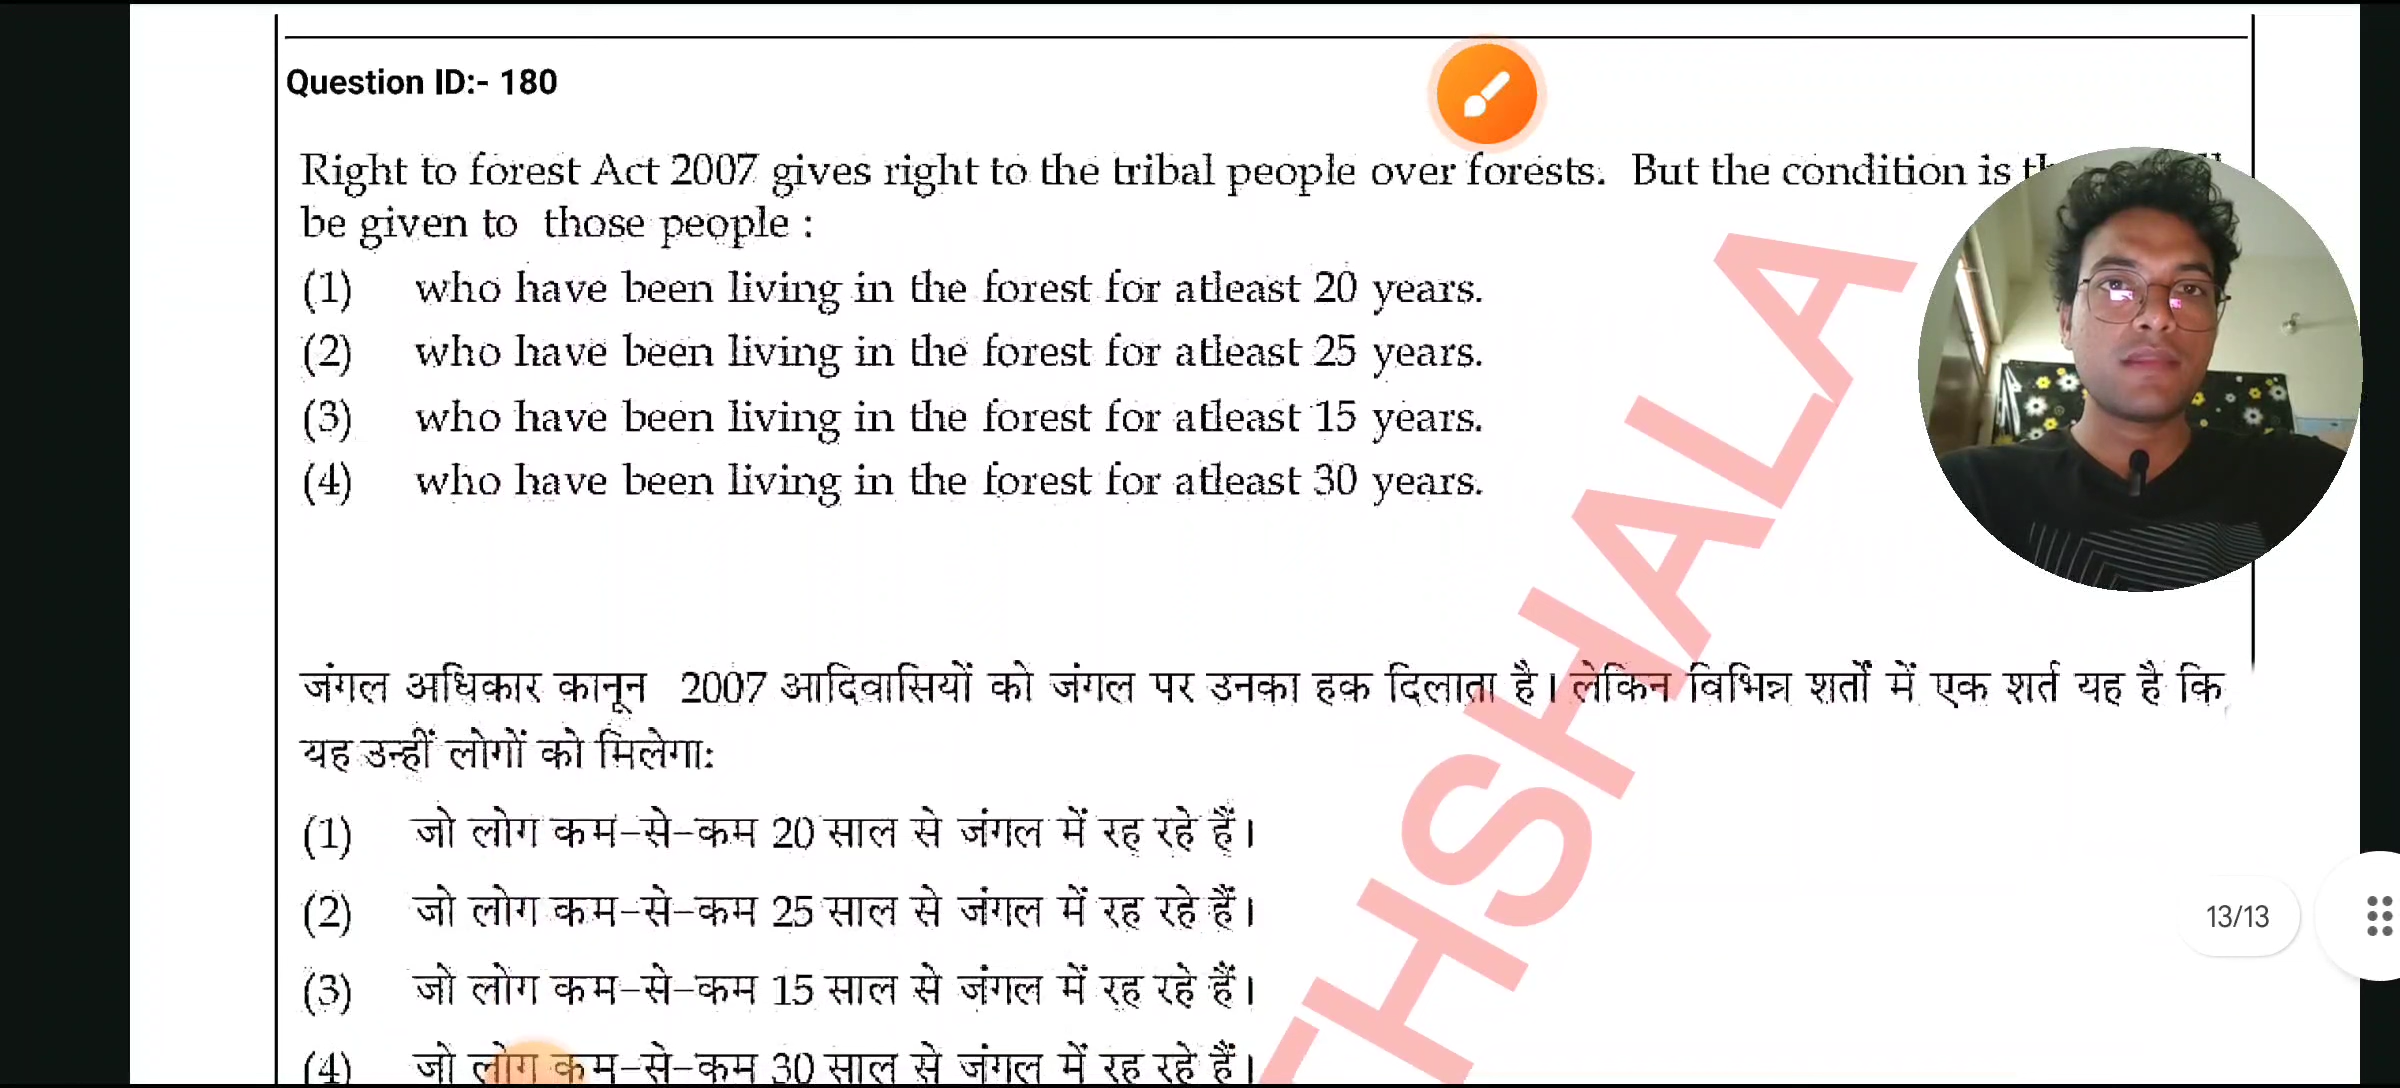 Question ID:- 180
Right to forest Act 2007 gives right to the tribal people over forests. But the condition is
be given to those people :
(1) who have been living in the forest for atleast 20 years.
(2) who have been living in the forest for atleast 25 years.
(3) who have been living in the forest for atleast 15 years.
(4) who have been living in the forest for atleast 30 years.
जंगल अधिकार कानून 2007 आदिवासियों को जंगल पर उनका हक दिलाता है। लेकिन विभिन्न शर्तों में एक शर्त यह है कि
यह उन्हीं लोगों को मिलेगा:
(1) जो लोग कम-से-कम 20 साल से जंगल में रह रहे हैं।
(2) जो लोग कम-से-कम 25 साल से जंगल में रह रहे हैं।
(3) जो लोग कम-से-कम 15 साल से जंगल में रह रहे हैं।
13/13
(4) जो लोग कम-से-कम 30 साल से जंगल में रह रहे हैं।
THSHALA